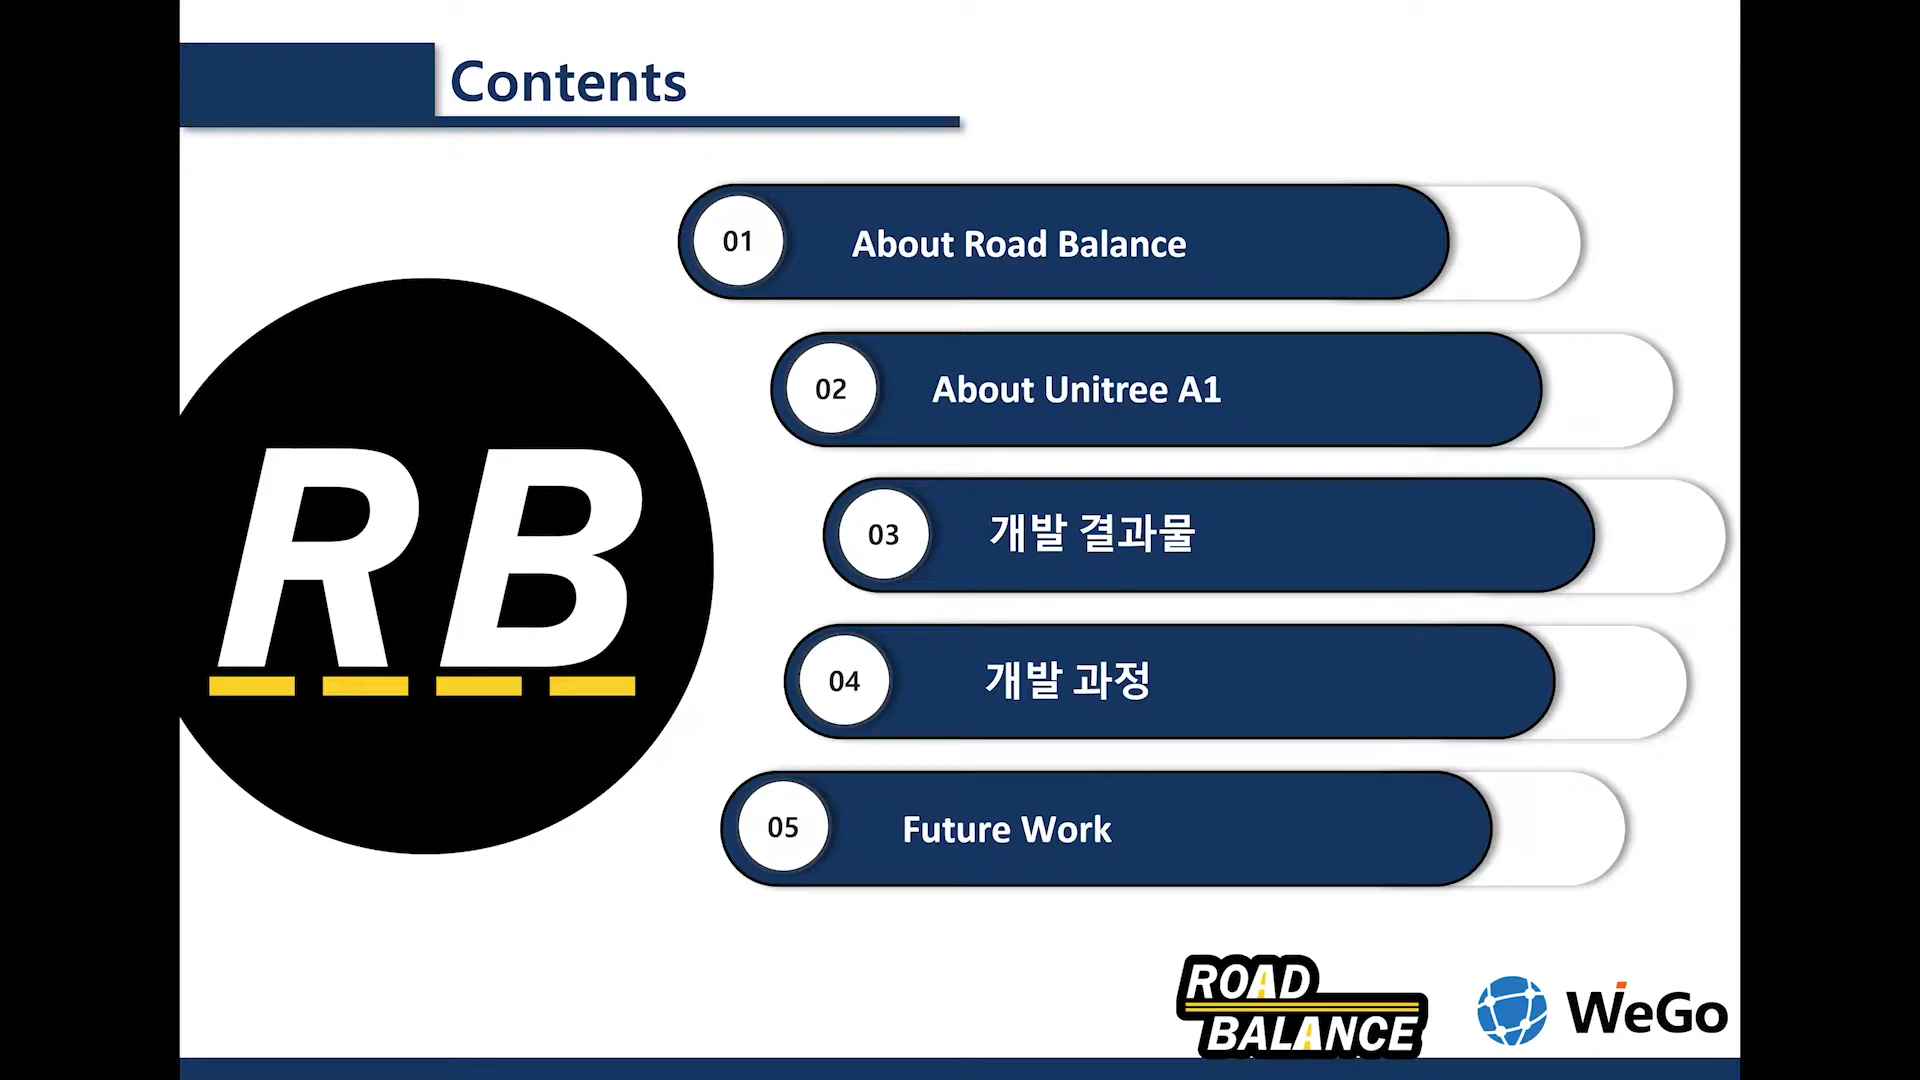 Contents
RB
01 About Road Balance
02 About Unitree A1
03 개발 결과물
04 개발 과정
05 Future Work
ROAD
BALANCE
WeGo